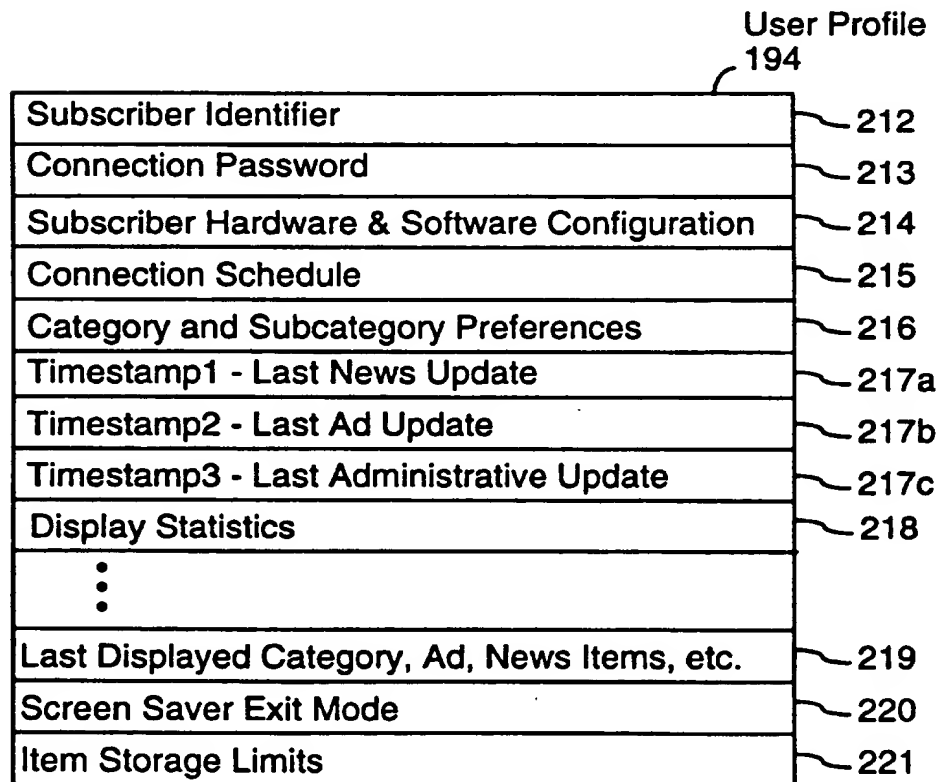 User Profile
194
Subscriber Identifier 212
Connection Password 213
Subscriber Hardware & Software Configuration 214
Connection Schedule 215
Category and Subcategory Preferences 216
Timestamp1 - Last News Update 217a
Timestamp2 - Last Ad Update 217b
Timestamp3 - Last Administrative Update 217c
Display Statistics 218
Last Displayed Category, Ad, News Items, etc. 219
Screen Saver Exit Mode 220
Item Storage Limits 221